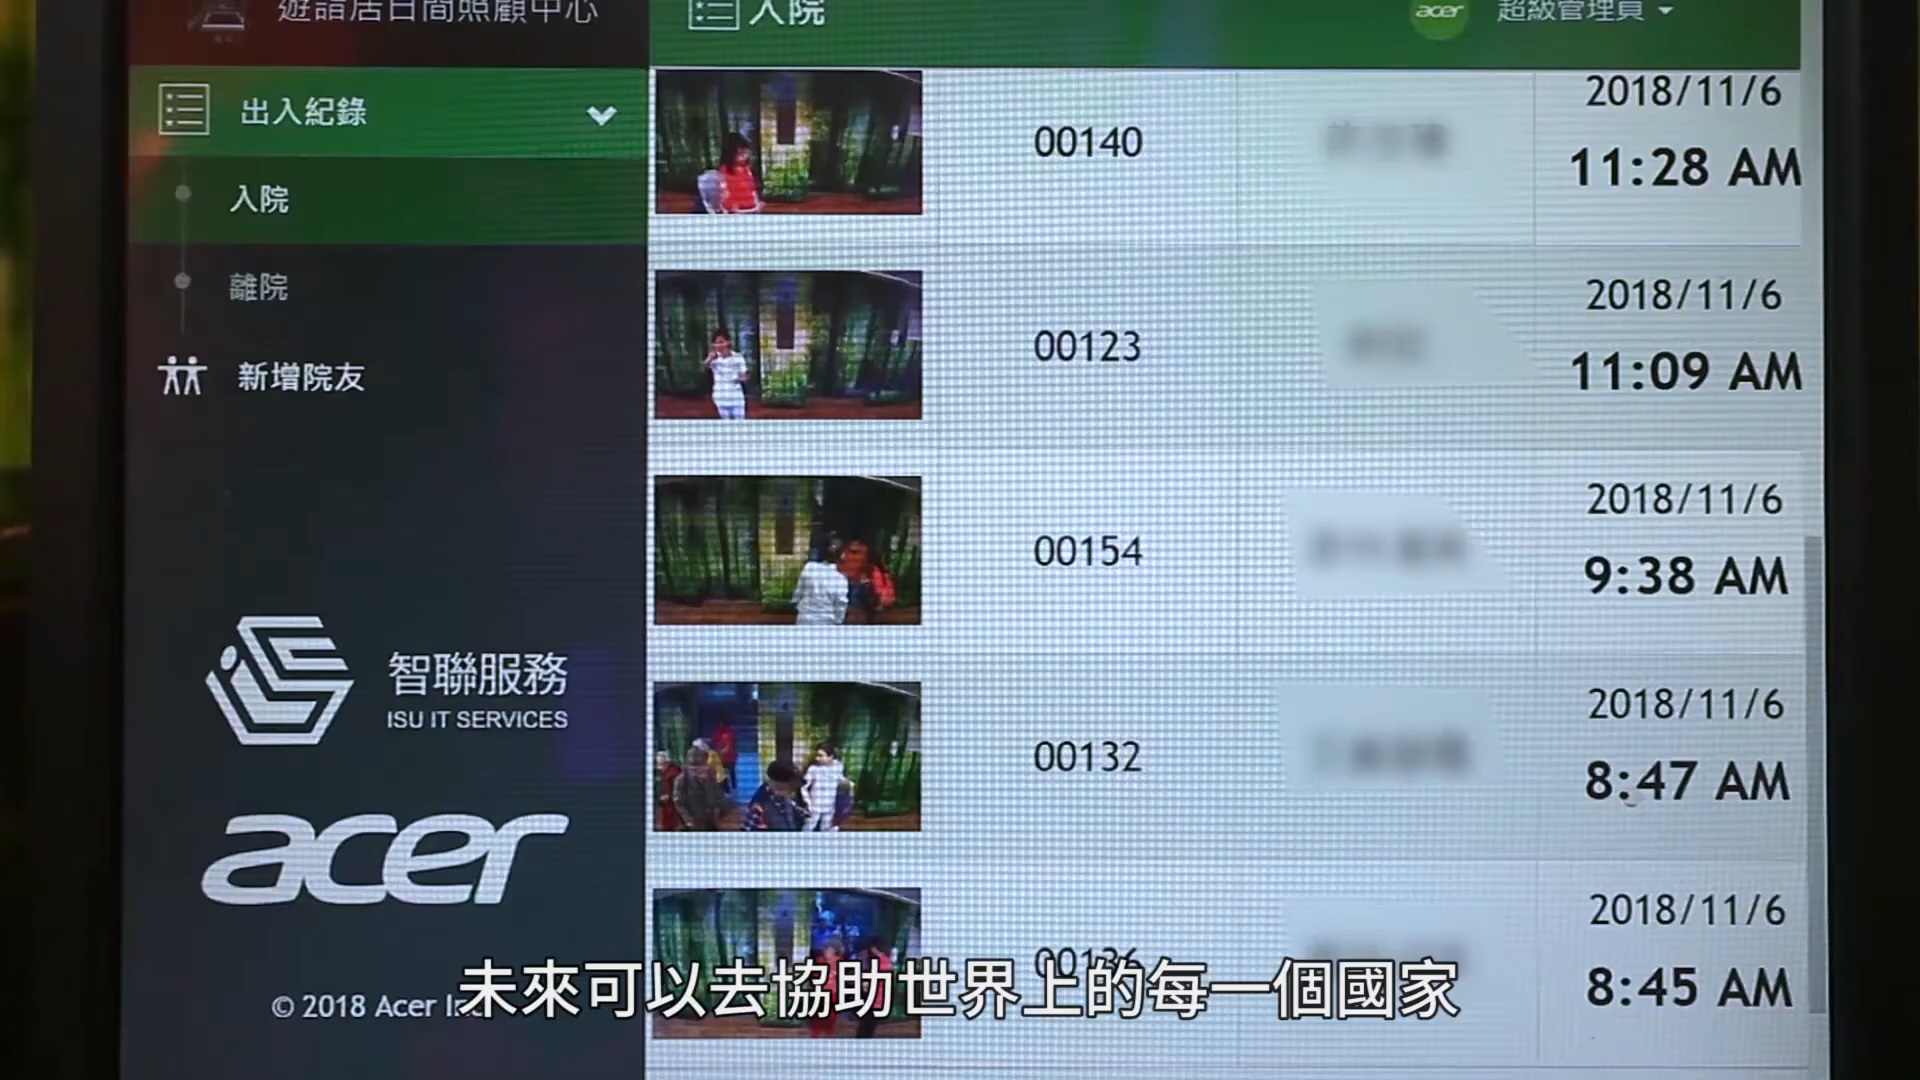 遊詣居日間照顧中心
入院
acer
超級管理員
出入紀錄
入院
離院
新增院友
智聯服務
ISU IT SERVICES
acer
© 2018 Acer
00140
2018/11/6
11:28 AM
00123
2018/11/6
11:09 AM
00154
2018/11/6
9:38 AM
00132
2018/11/6
8:47 AM
00136
2018/11/6
8:45 AM
未來可以去協助世界上的每一個國家